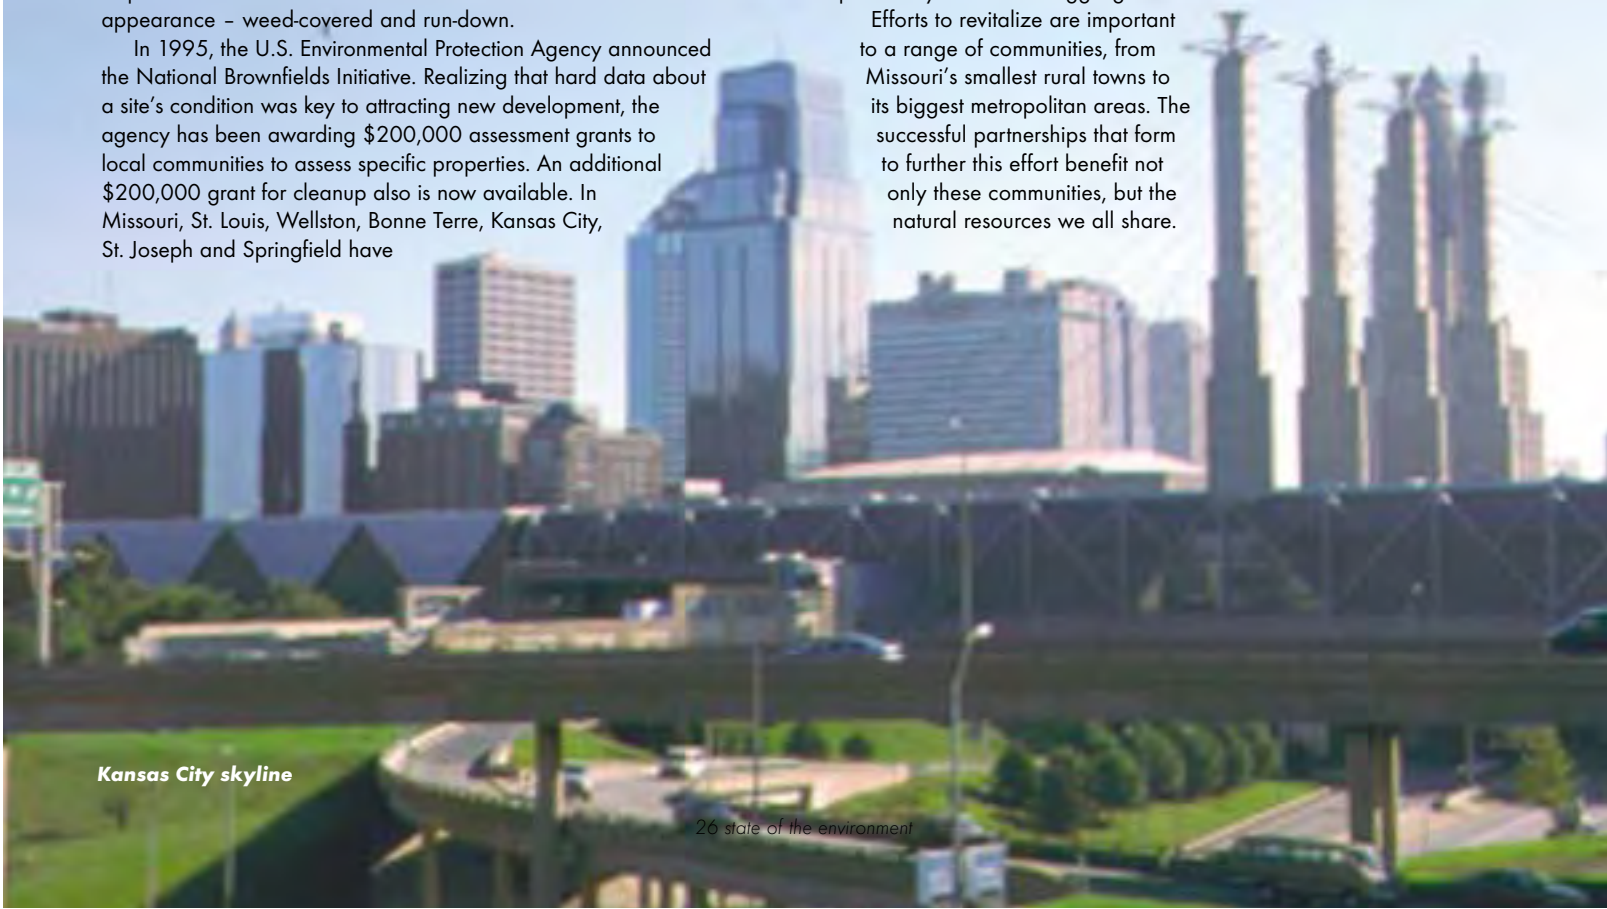 appearance – weed-covered and run-down.
In 1995, the U.S. Environmental Protection Agency announced
the National Brownfields Initiative. Realizing that hard data about
a site's condition was key to attracting new development, the
agency has been awarding $200,000 assessment grants to
local communities to assess specific properties. An additional
$200,000 grant for cleanup also is now available. In
Missouri, St. Louis, Wellston, Bonne Terre, Kansas City,
St. Joseph and Springfield have
Efforts to revitalize are important
to a range of communities, from
Missouri's smallest rural towns to
its biggest metropolitan areas. The
successful partnerships that form
to further this effort benefit not
only these communities, but the
natural resources we all share.
Kansas City skyline
26 state of the environment